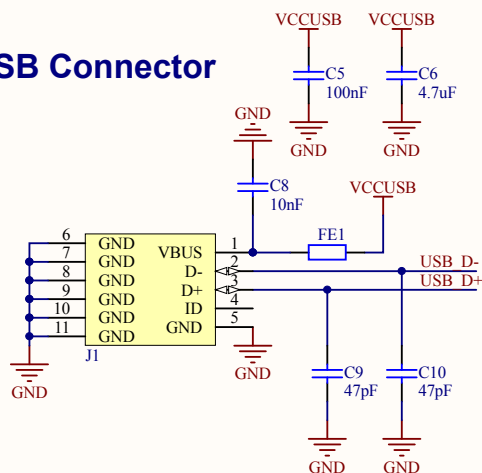 SB Connector
VCCUSB VCCUSB
C5 C6
100nF 4.7uF
GND GND
GND
C8
10nF
VCCUSB
FE1
6 GND VBUS 1
7 GND D- 2 USB_D-
8 GND D+ 3 USB_D+
9 GND ID 4
10 GND GND 5
11 GND
J1
GND
GND
C9 C10
47pF 47pF
GND GND